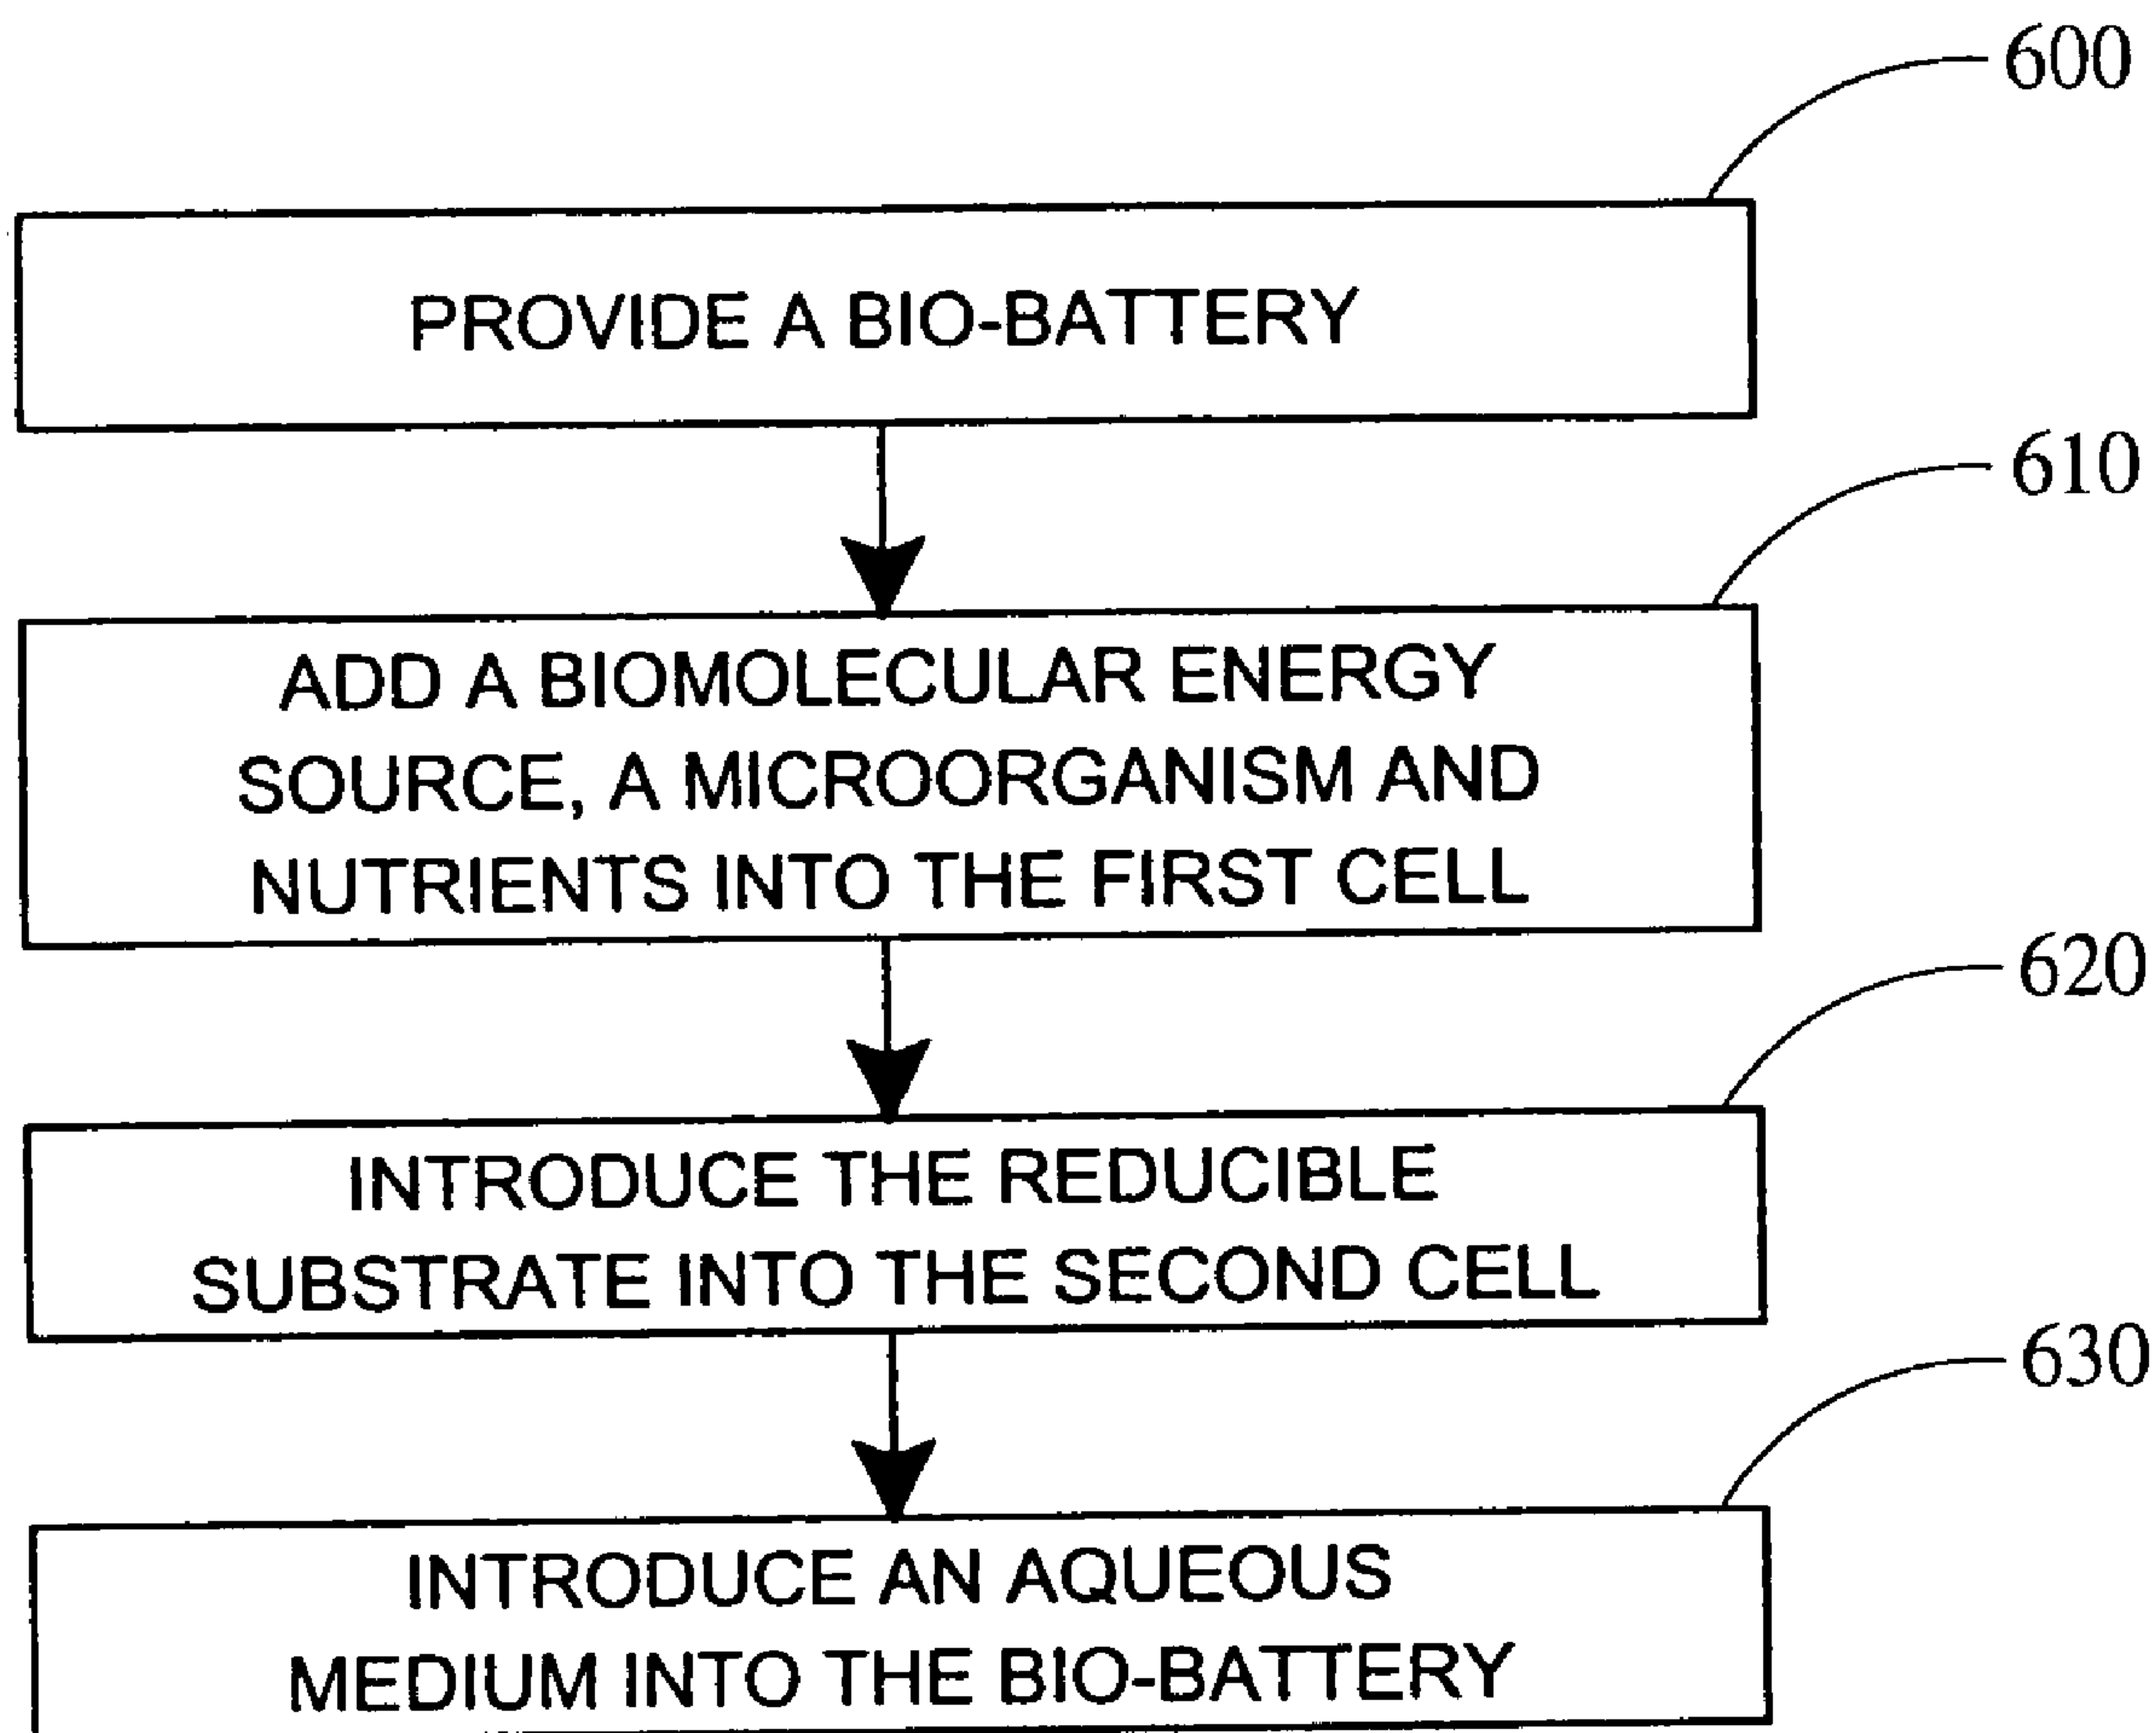 600
PROVIDE A BIO-BATTERY
610
ADD A BIOMOLECULAR ENERGY
SOURCE, A MICROORGANISM AND
NUTRIENTS INTO THE FIRST CELL
620
INTRODUCE THE REDUCIBLE
SUBSTRATE INTO THE SECOND CELL
630
INTRODUCE AN AQUEOUS
MEDIUM INTO THE BIO-BATTERY